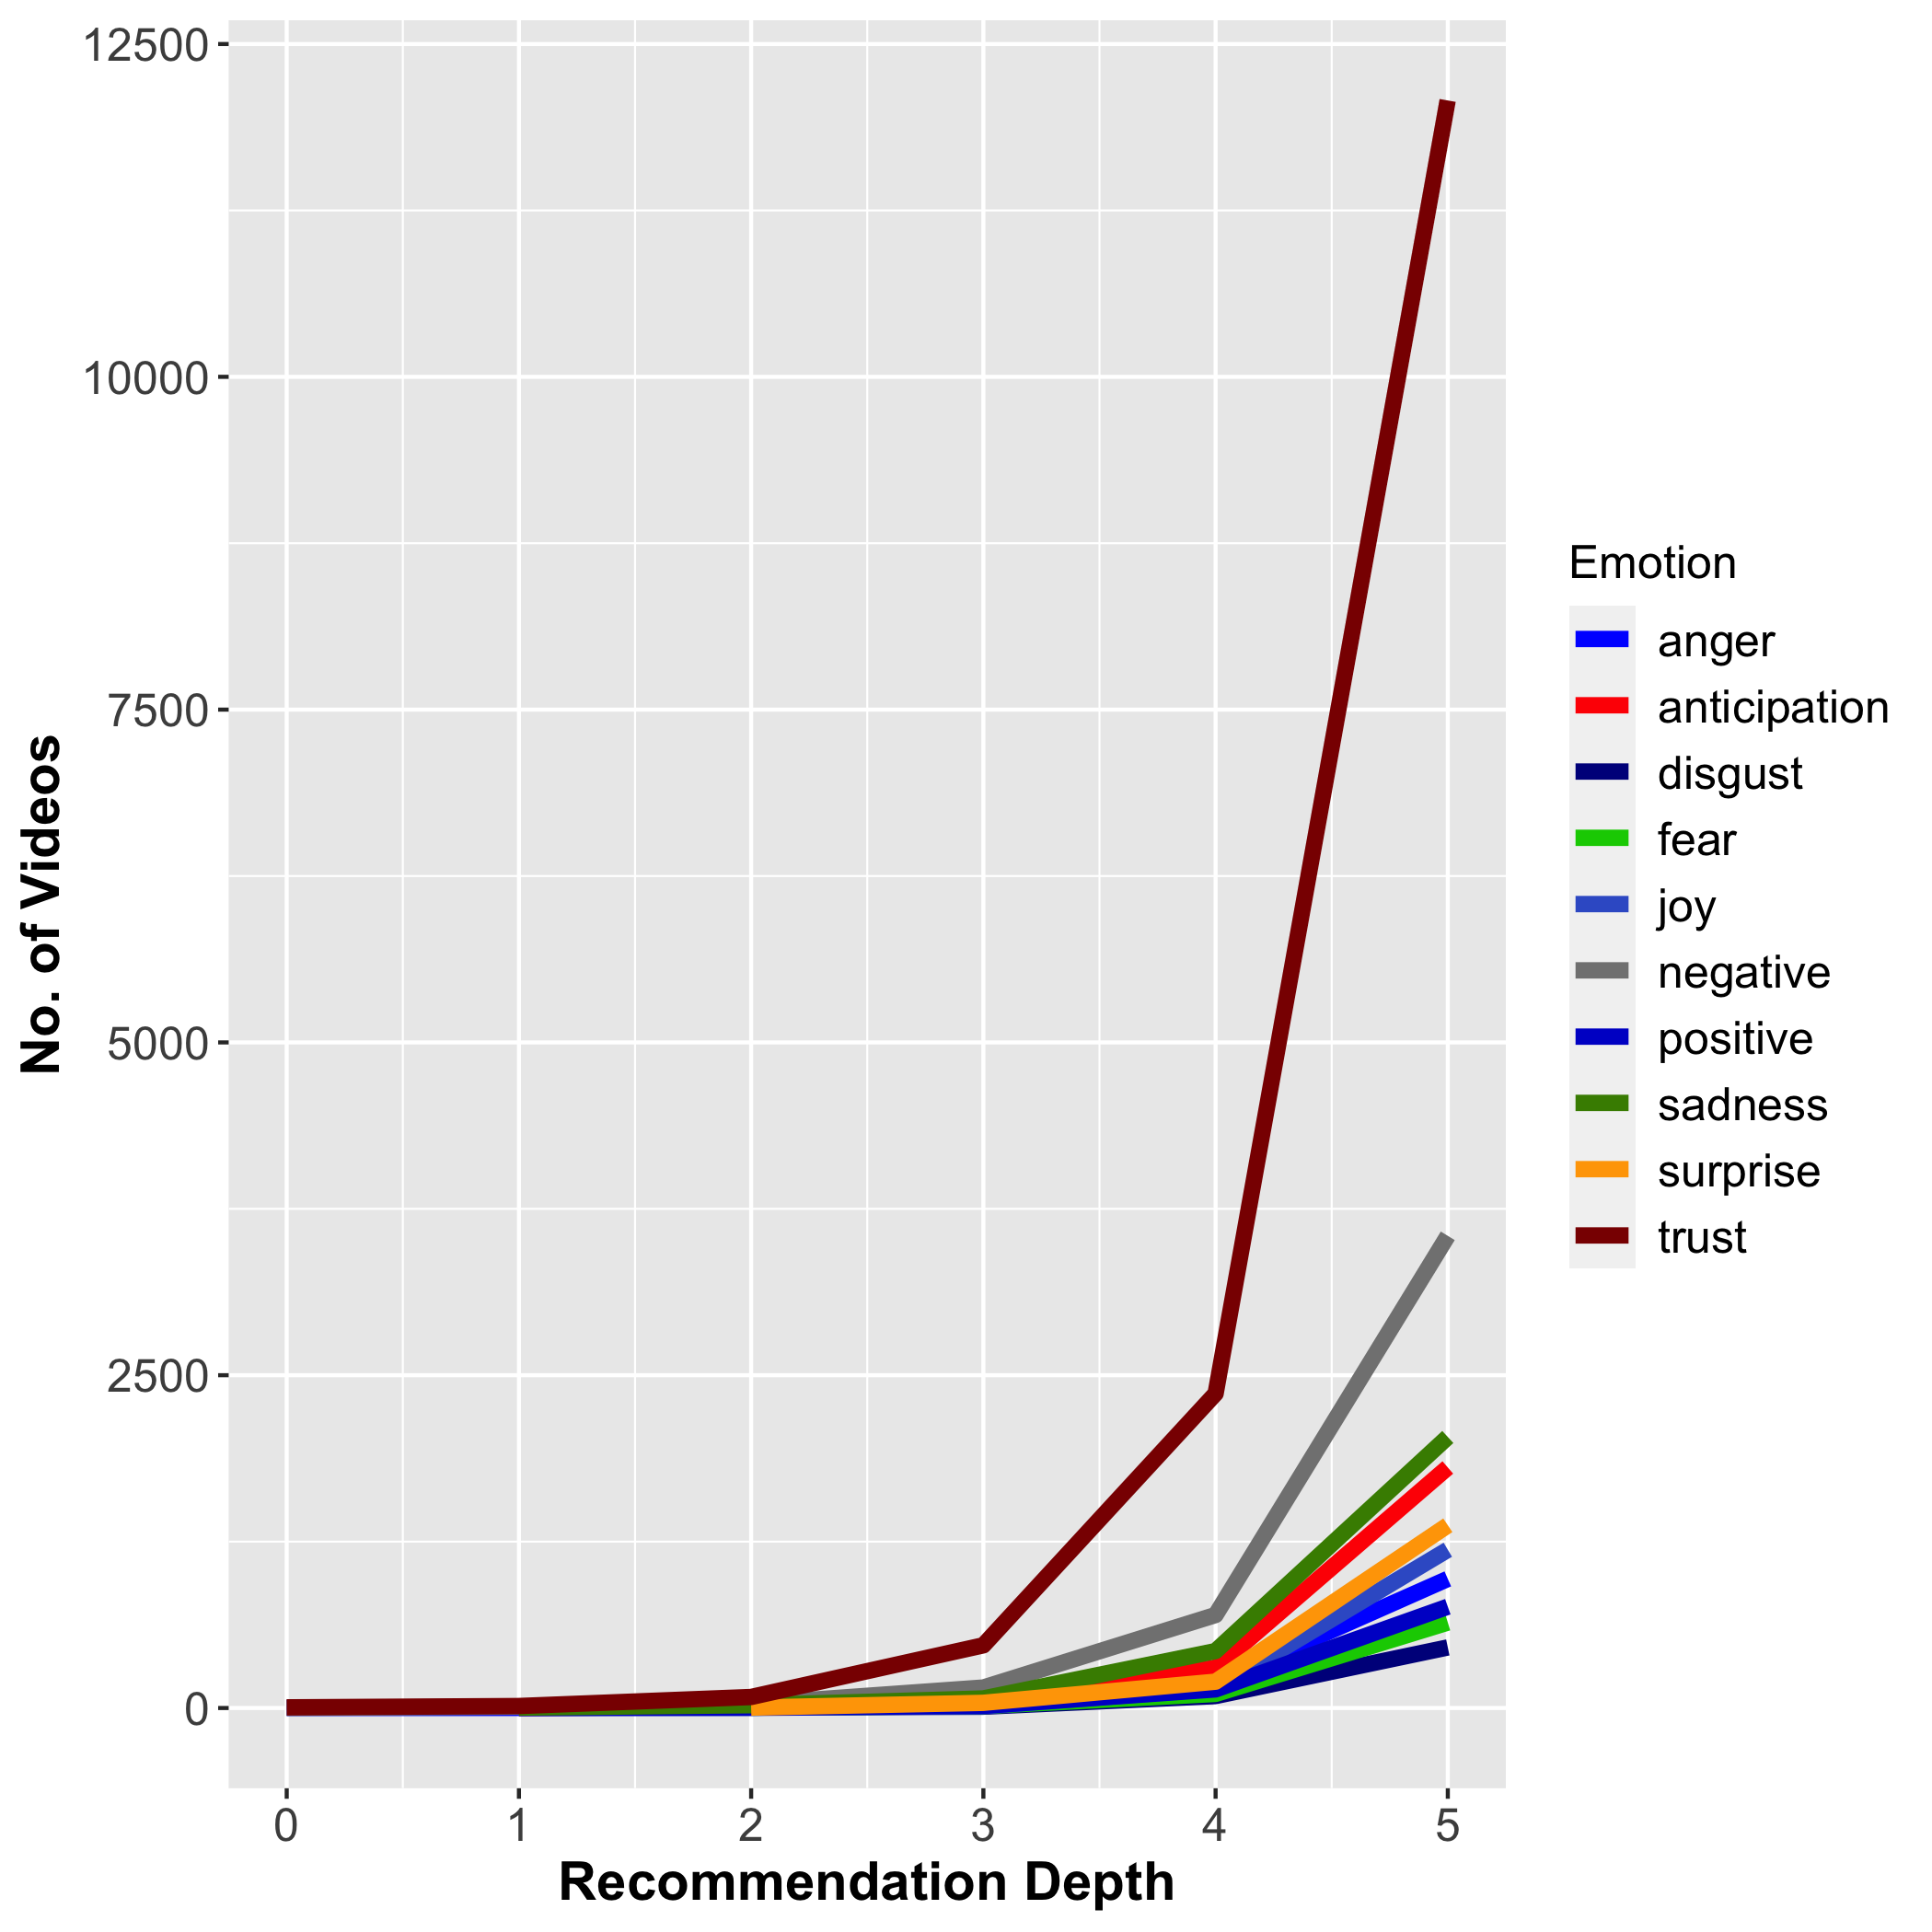 12500
10000
7500
5000
2500
0
No. of Videos
0 1 2 3 4 5
Recommendation Depth
Emotion
anger
anticipation
disgust
fear
joy
negative
positive
sadness
surprise
trust